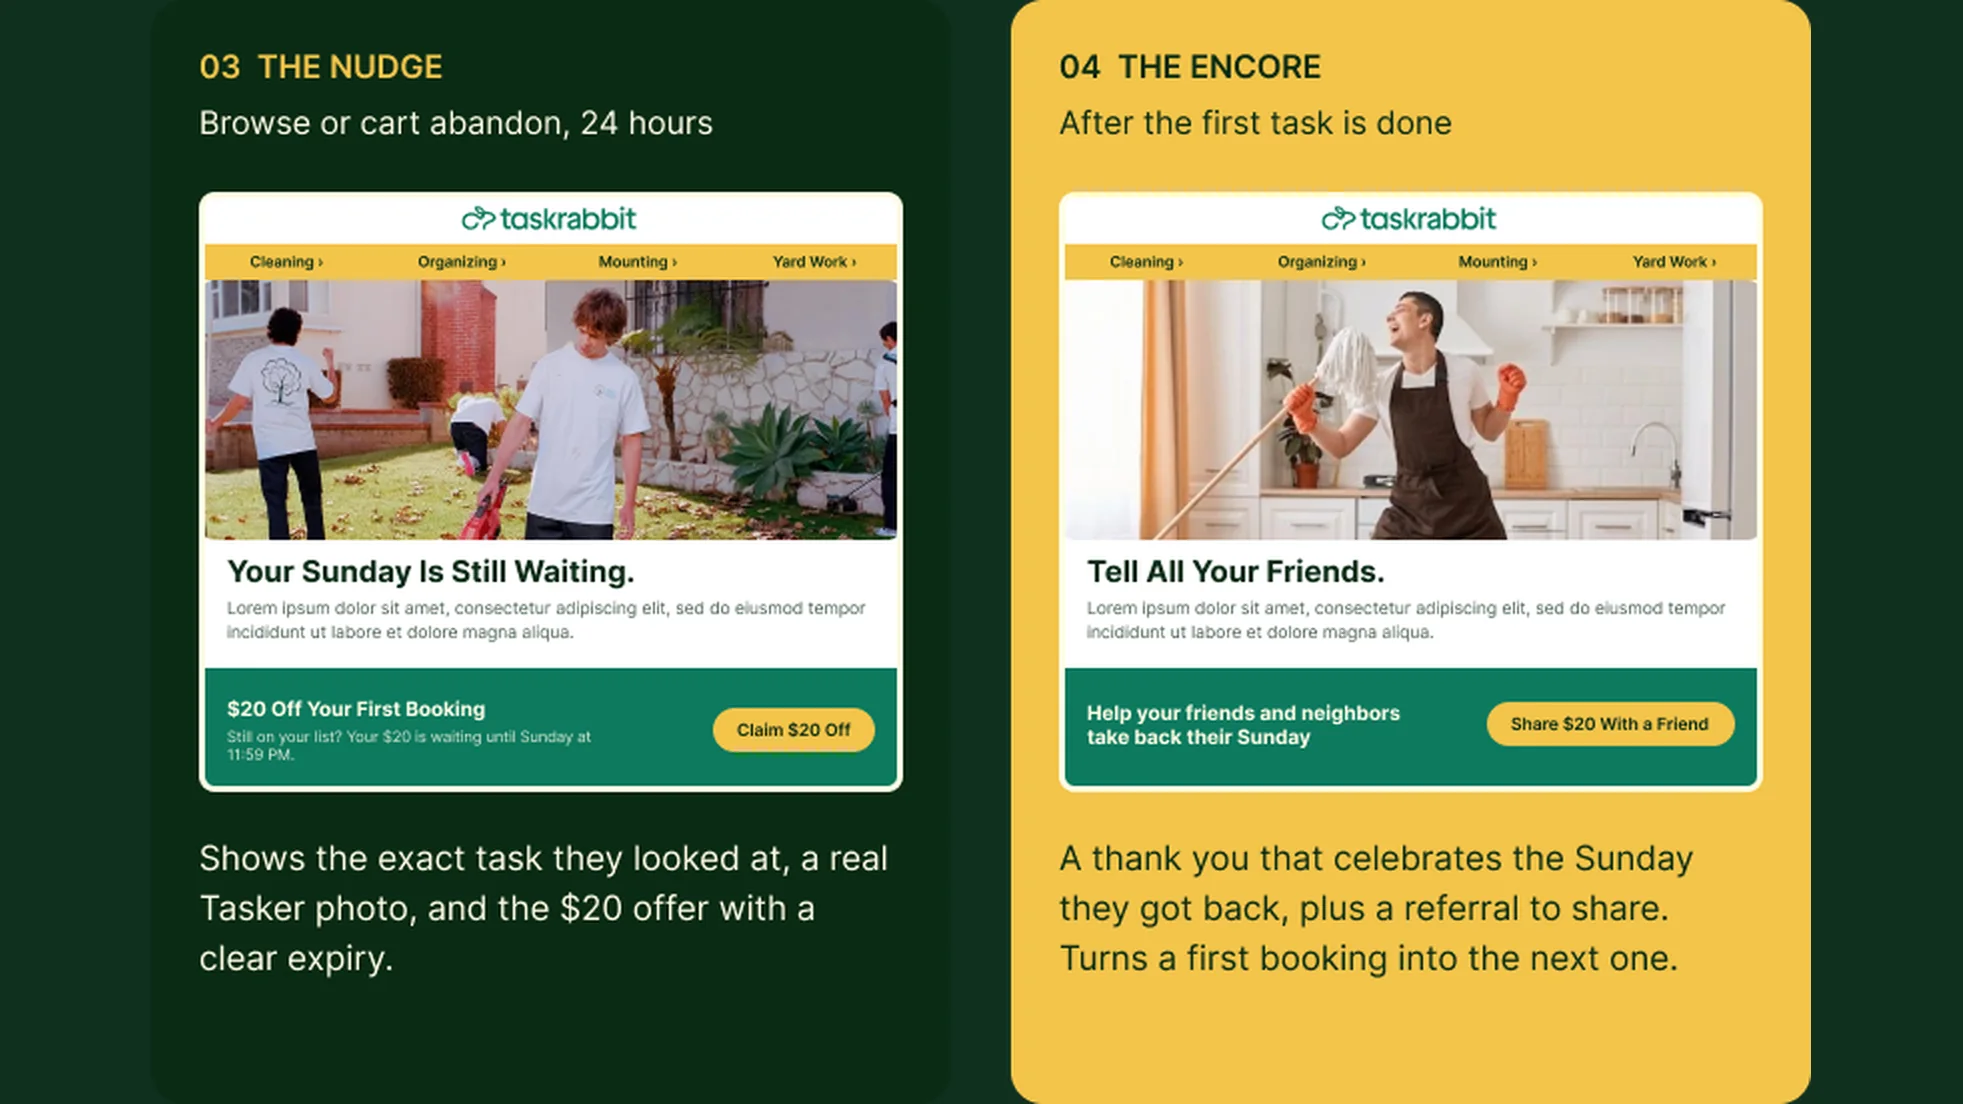 03 THE NUDGE
Browse or cart abandon, 24 hours
taskrabbit
Cleaning ›
Organizing ›
Mounting ›
Yard Work ›
Your Sunday Is Still Waiting.
Lorem ipsum dolor sit amet, consectetur adipiscing elit, sed do eiusmod tempor
incididunt ut labore et dolore magna aliqua.
$20 Off Your First Booking
Still on your list? Your $20 is waiting until Sunday at
11:59 PM.
Claim $20 Off
Shows the exact task they looked at, a real
Tasker photo, and the $20 offer with a
clear expiry.
04 THE ENCORE
After the first task is done
taskrabbit
Cleaning ›
Organizing ›
Mounting ›
Yard Work ›
Tell All Your Friends.
Lorem ipsum dolor sit amet, consectetur adipiscing elit, sed do eiusmod tempor
incididunt ut labore et dolore magna aliqua.
Help your friends and neighbors
take back their Sunday
Share $20 With a Friend
A thank you that celebrates the Sunday
they got back, plus a referral to share.
Turns a first booking into the next one.